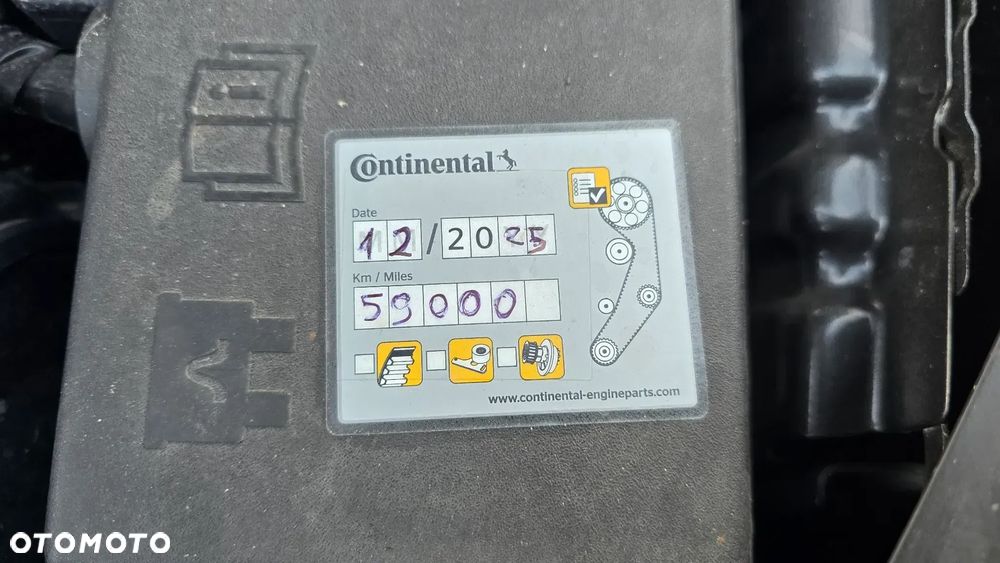 Continental
Date
12/2025
Km / Miles
59000
www.continental-engineparts.com
OTOMOTO